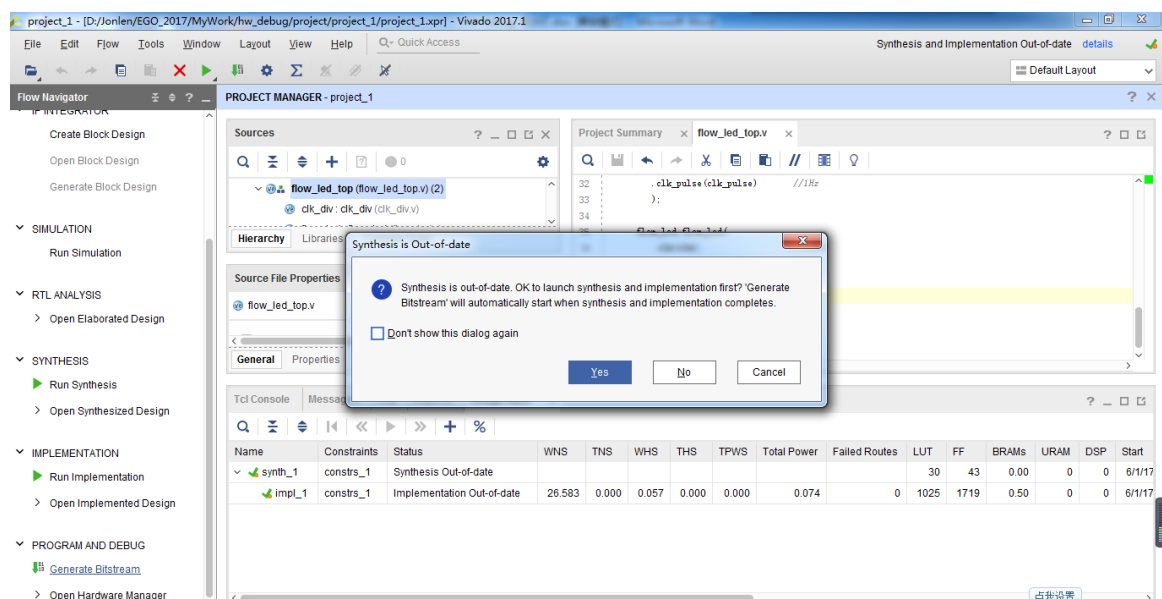 project_1 - [D:/Jonlen/EGO_2017/MyWork/hw_debug/project/project_1/project_1.xpr] - Vivado 2017.1
File Edit Flow Tools Window Layout View Help Quick Access
Synthesis and Implementation Out-of-date details
Default Layout
Flow Navigator
PROJECT MANAGER - project_1
IP INTEGRATOR
Create Block Design
Open Block Design
Generate Block Design
SIMULATION
Run Simulation
RTL ANALYSIS
Open Elaborated Design
SYNTHESIS
Run Synthesis
Open Synthesized Design
IMPLEMENTATION
Run Implementation
Open Implemented Design
PROGRAM AND DEBUG
Generate Bitstream
Open Hardware Manager
Sources
0
flow_led_top (flow_led_top.v) (2)
clk_div : clk_div (clk_div.v)
Hierarchy Libraries
Source File Properties
flow_led_top.v
General Properties
Project Summary flow_led_top.v
32 .clk_pulse(clk_pulse) //1Hz
33 );
34
Synthesis is Out-of-date
Synthesis is out-of-date. OK to launch synthesis and implementation first? 'Generate
Bitstream' will automatically start when synthesis and implementation completes.
Don't show this dialog again
Yes No Cancel
Tcl Console
Name Constraints Status WNS TNS WHS THS TPWS Total Power Failed Routes LUT FF BRAMs URAM DSP Start
synth_1 constrs_1 Synthesis Out-of-date 30 43 0.00 0 0 6/1/17
impl_1 constrs_1 Implementation Out-of-date 26.583 0.000 0.057 0.000 0.000 0.074 0 1025 1719 0.50 0 0 6/1/17
点我设置